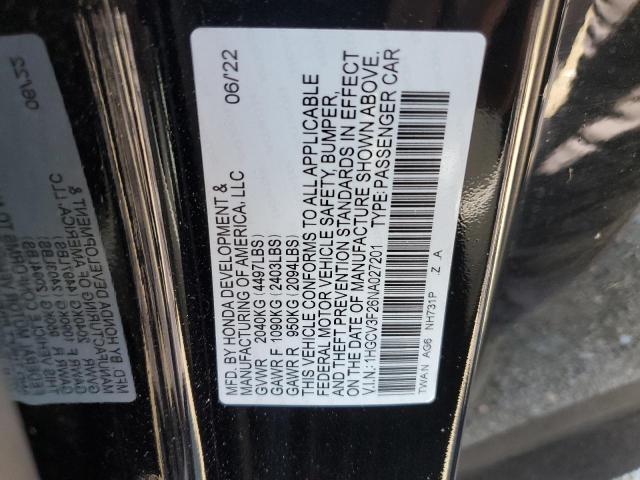 MFD. BY HONDA DEVELOPMENT & 06/'22
MANUFACTURING OF AMERICA, LLC
GVWR 2040KG (4497LBS)
GAWR F 1090KG (2403LBS)
GAWR R 950KG (2094LBS)
THIS VEHICLE CONFORMS TO ALL APPLICABLE
FEDERAL MOTOR VEHICLE SAFETY, BUMPER,
AND THEFT PREVENTION STANDARDS IN EFFECT
ON THE DATE OF MANUFACTURE SHOWN ABOVE.
V.I.N.: 1HGCV3F26NA027201 TYPE: PASSENGER CAR
TWAN AG6 NH731P Z A